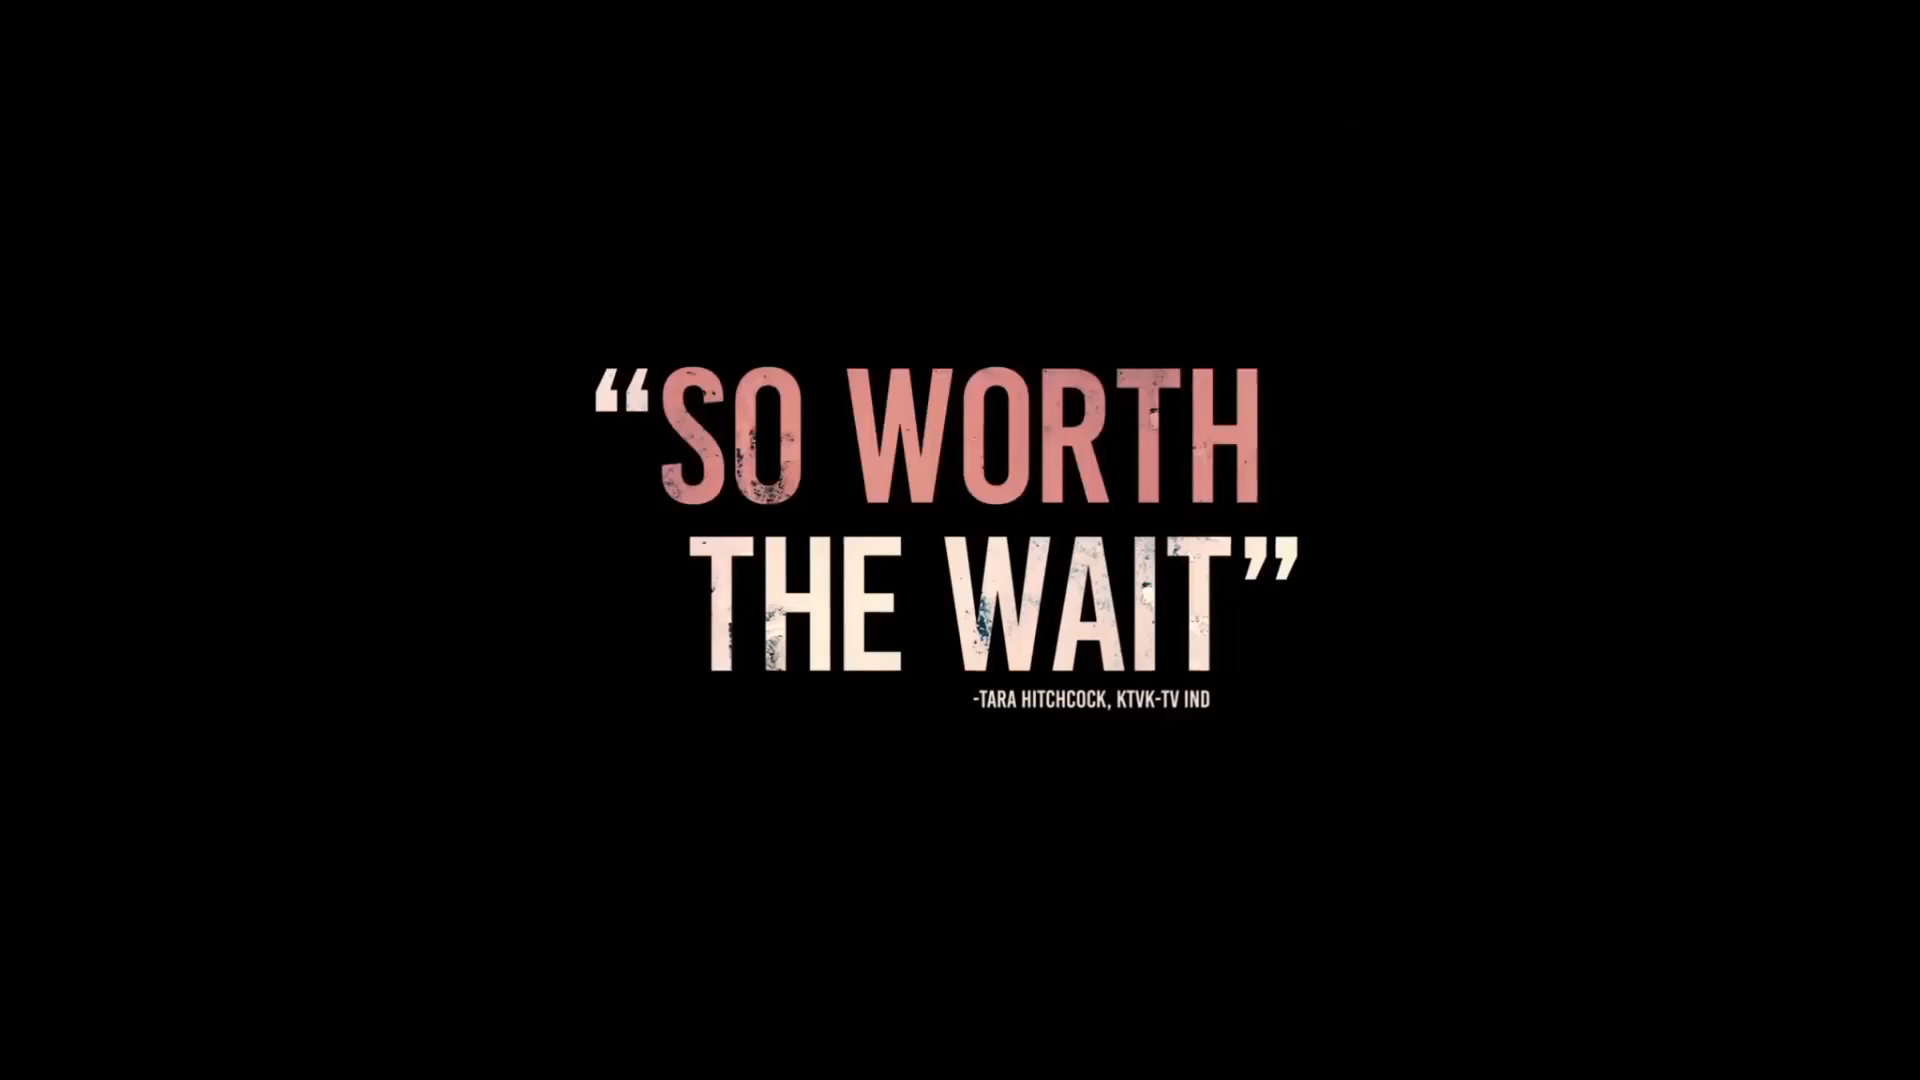 “SO WORTH
THE WAIT”
-TARA HITCHCOCK, KTVK-TV IND